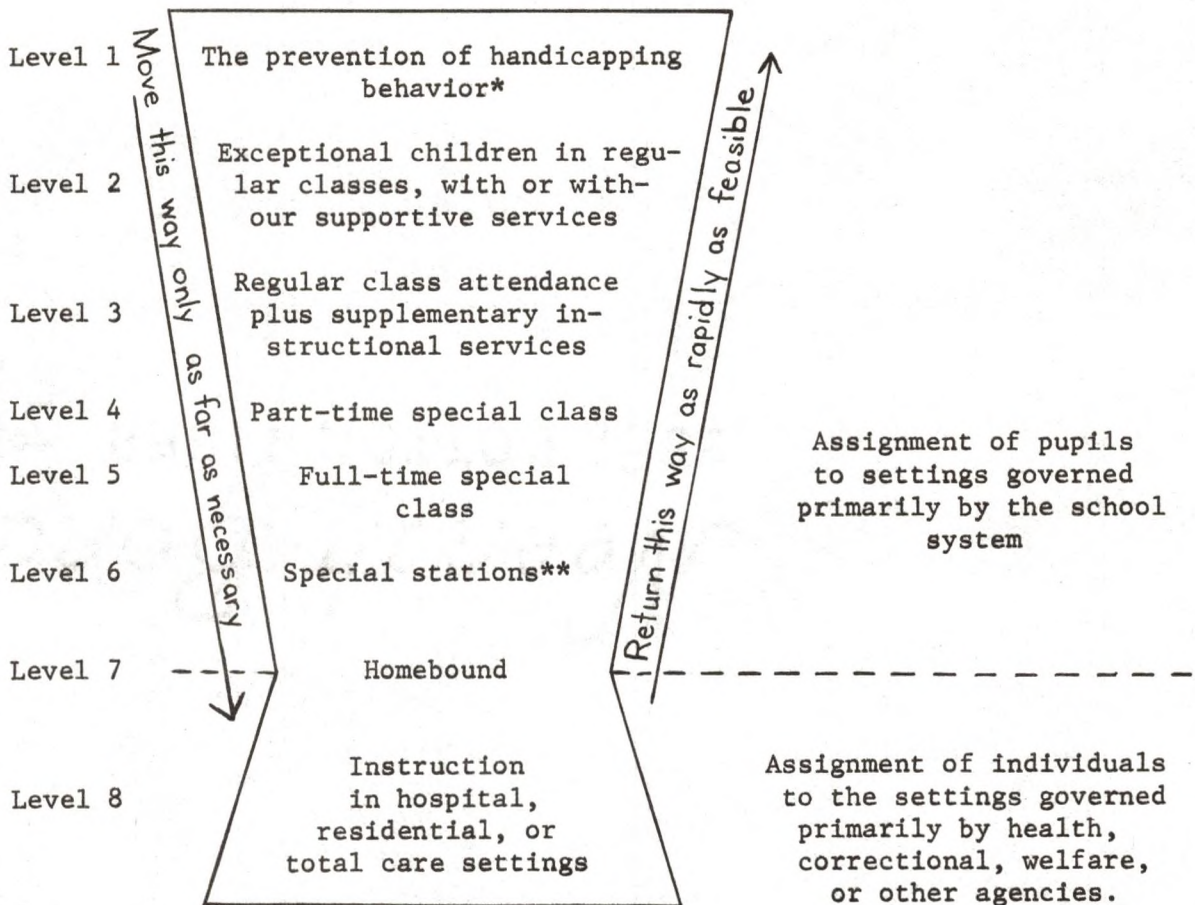 Level 1
The prevention of handicapping
behavior*
Level 2
Exceptional children in regu-
lar classes, with or with-
our supportive services
Level 3
Regular class attendance
plus supplementary in-
structional services
Level 4
Part-time special class
Level 5
Full-time special
class
Level 6
Special stations**
Level 7
Homebound
Level 8
Instruction
in hospital,
residential, or
total care settings
Move this way only as far as necessary
Return this way as rapidly as feasible
Assignment of pupils
to settings governed
primarily by the school
system
Assignment of individuals
to the settings governed
primarily by health,
correctional, welfare,
or other agencies.